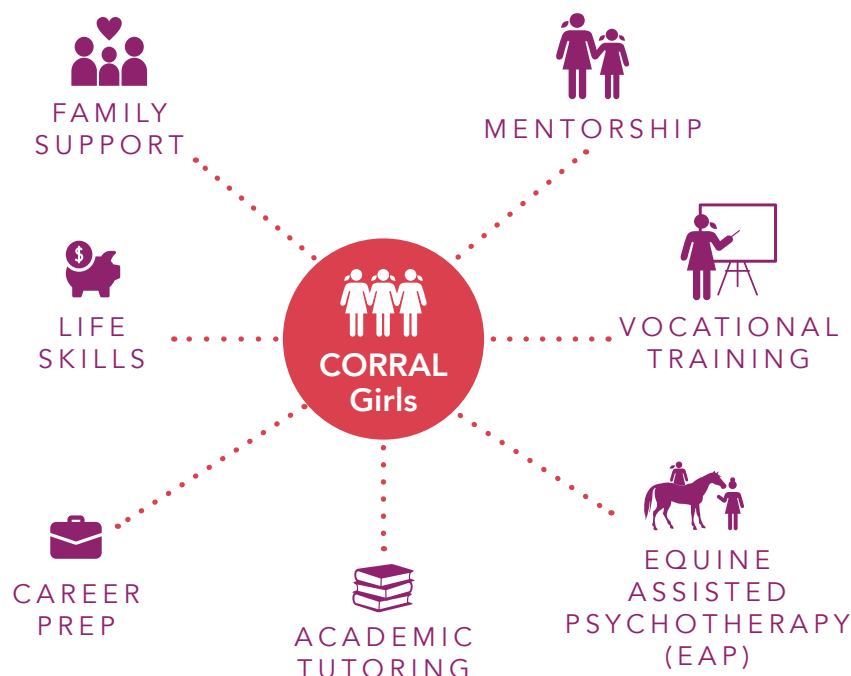 FAMILY
SUPPORT
MENTORSHIP
$
LIFE
SKILLS
CORRAL
Girls
VOCATIONAL
TRAINING
CAREER
PREP
ACADEMIC
TUTORING
EQUINE
ASSISTED
PSYCHOTHERAPY
(EAP)